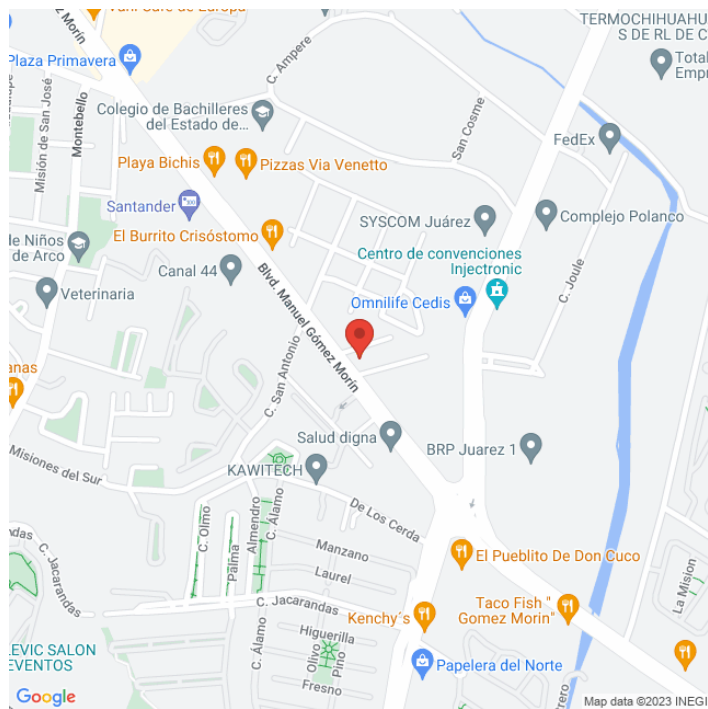 TERMOCHIHUAHU
S DE RL DE C
Plaza Primavera
C. Ampere
Total
Empr
Misión de San José
Montebello
Colegio de Bachilleres
del Estado de...
San Cosme
FedEx
Playa Bichis
Pizzas Via Venetto
Santander
SYSCOM Juárez
Complejo Polanco
El Burrito Crisóstomo
de Niños
de Arco
Canal 44
Centro de convenciones
Injectronic
C. Joule
Veterinaria
Omnilife Cedis
Blvd. Manuel Gómez Morín
C. San Antonio
anas
Salud digna
BRP Juarez 1
Misiones del Sur
KAWITECH
De Los Cerda
C. Olmo
Palma
Almendro
C. Álamo
Manzano
Laurel
El Pueblito De Don Cuco
C. Jacarandas
C. Jacarandas
La Mision
Taco Fish "
Gomez Morin"
Kenchy´s
Higuerilla
Olivo
Pino
C. Álamo
LEVIC SALON
EVENTOS
Papelera del Norte
Fresno
Google
Map data ©2023 INEGI